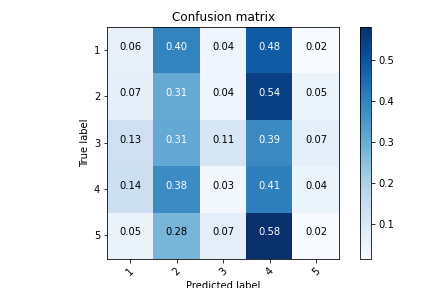 Confusion matrix
1 0.06 0.40 0.04 0.48 0.02
2 0.07 0.31 0.04 0.54 0.05
3 0.13 0.31 0.11 0.39 0.07
4 0.14 0.38 0.03 0.41 0.04
5 0.05 0.28 0.07 0.58 0.02
True label
1 2 3 4 5
Predicted label
0.5
0.4
0.3
0.2
0.1